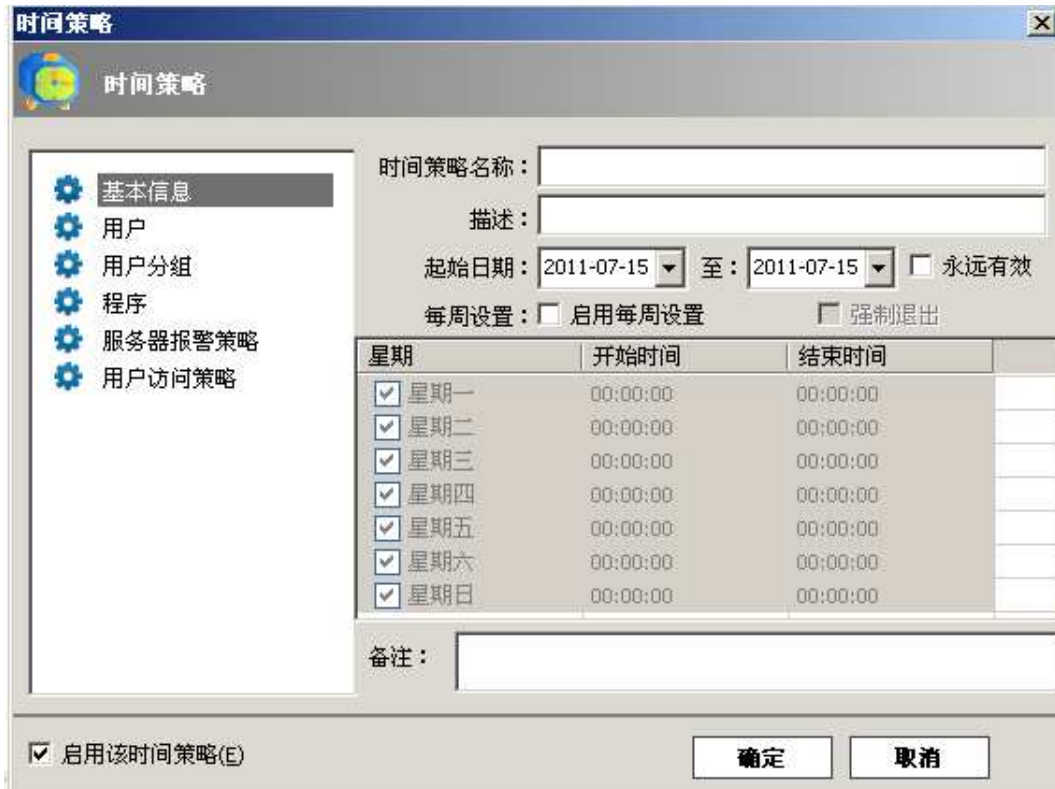 时间策略
时间策略
基本信息
用户
用户分组
程序
服务器报警策略
用户访问策略
时间策略名称：
描述：
起始日期： 2011-07-15 至： 2011-07-15 永远有效
每周设置： 启用每周设置 强制退出
星期 开始时间 结束时间
星期一 00:00:00 00:00:00
星期二 00:00:00 00:00:00
星期三 00:00:00 00:00:00
星期四 00:00:00 00:00:00
星期五 00:00:00 00:00:00
星期六 00:00:00 00:00:00
星期日 00:00:00 00:00:00
备注：
启用该时间策略(E) 确定 取消